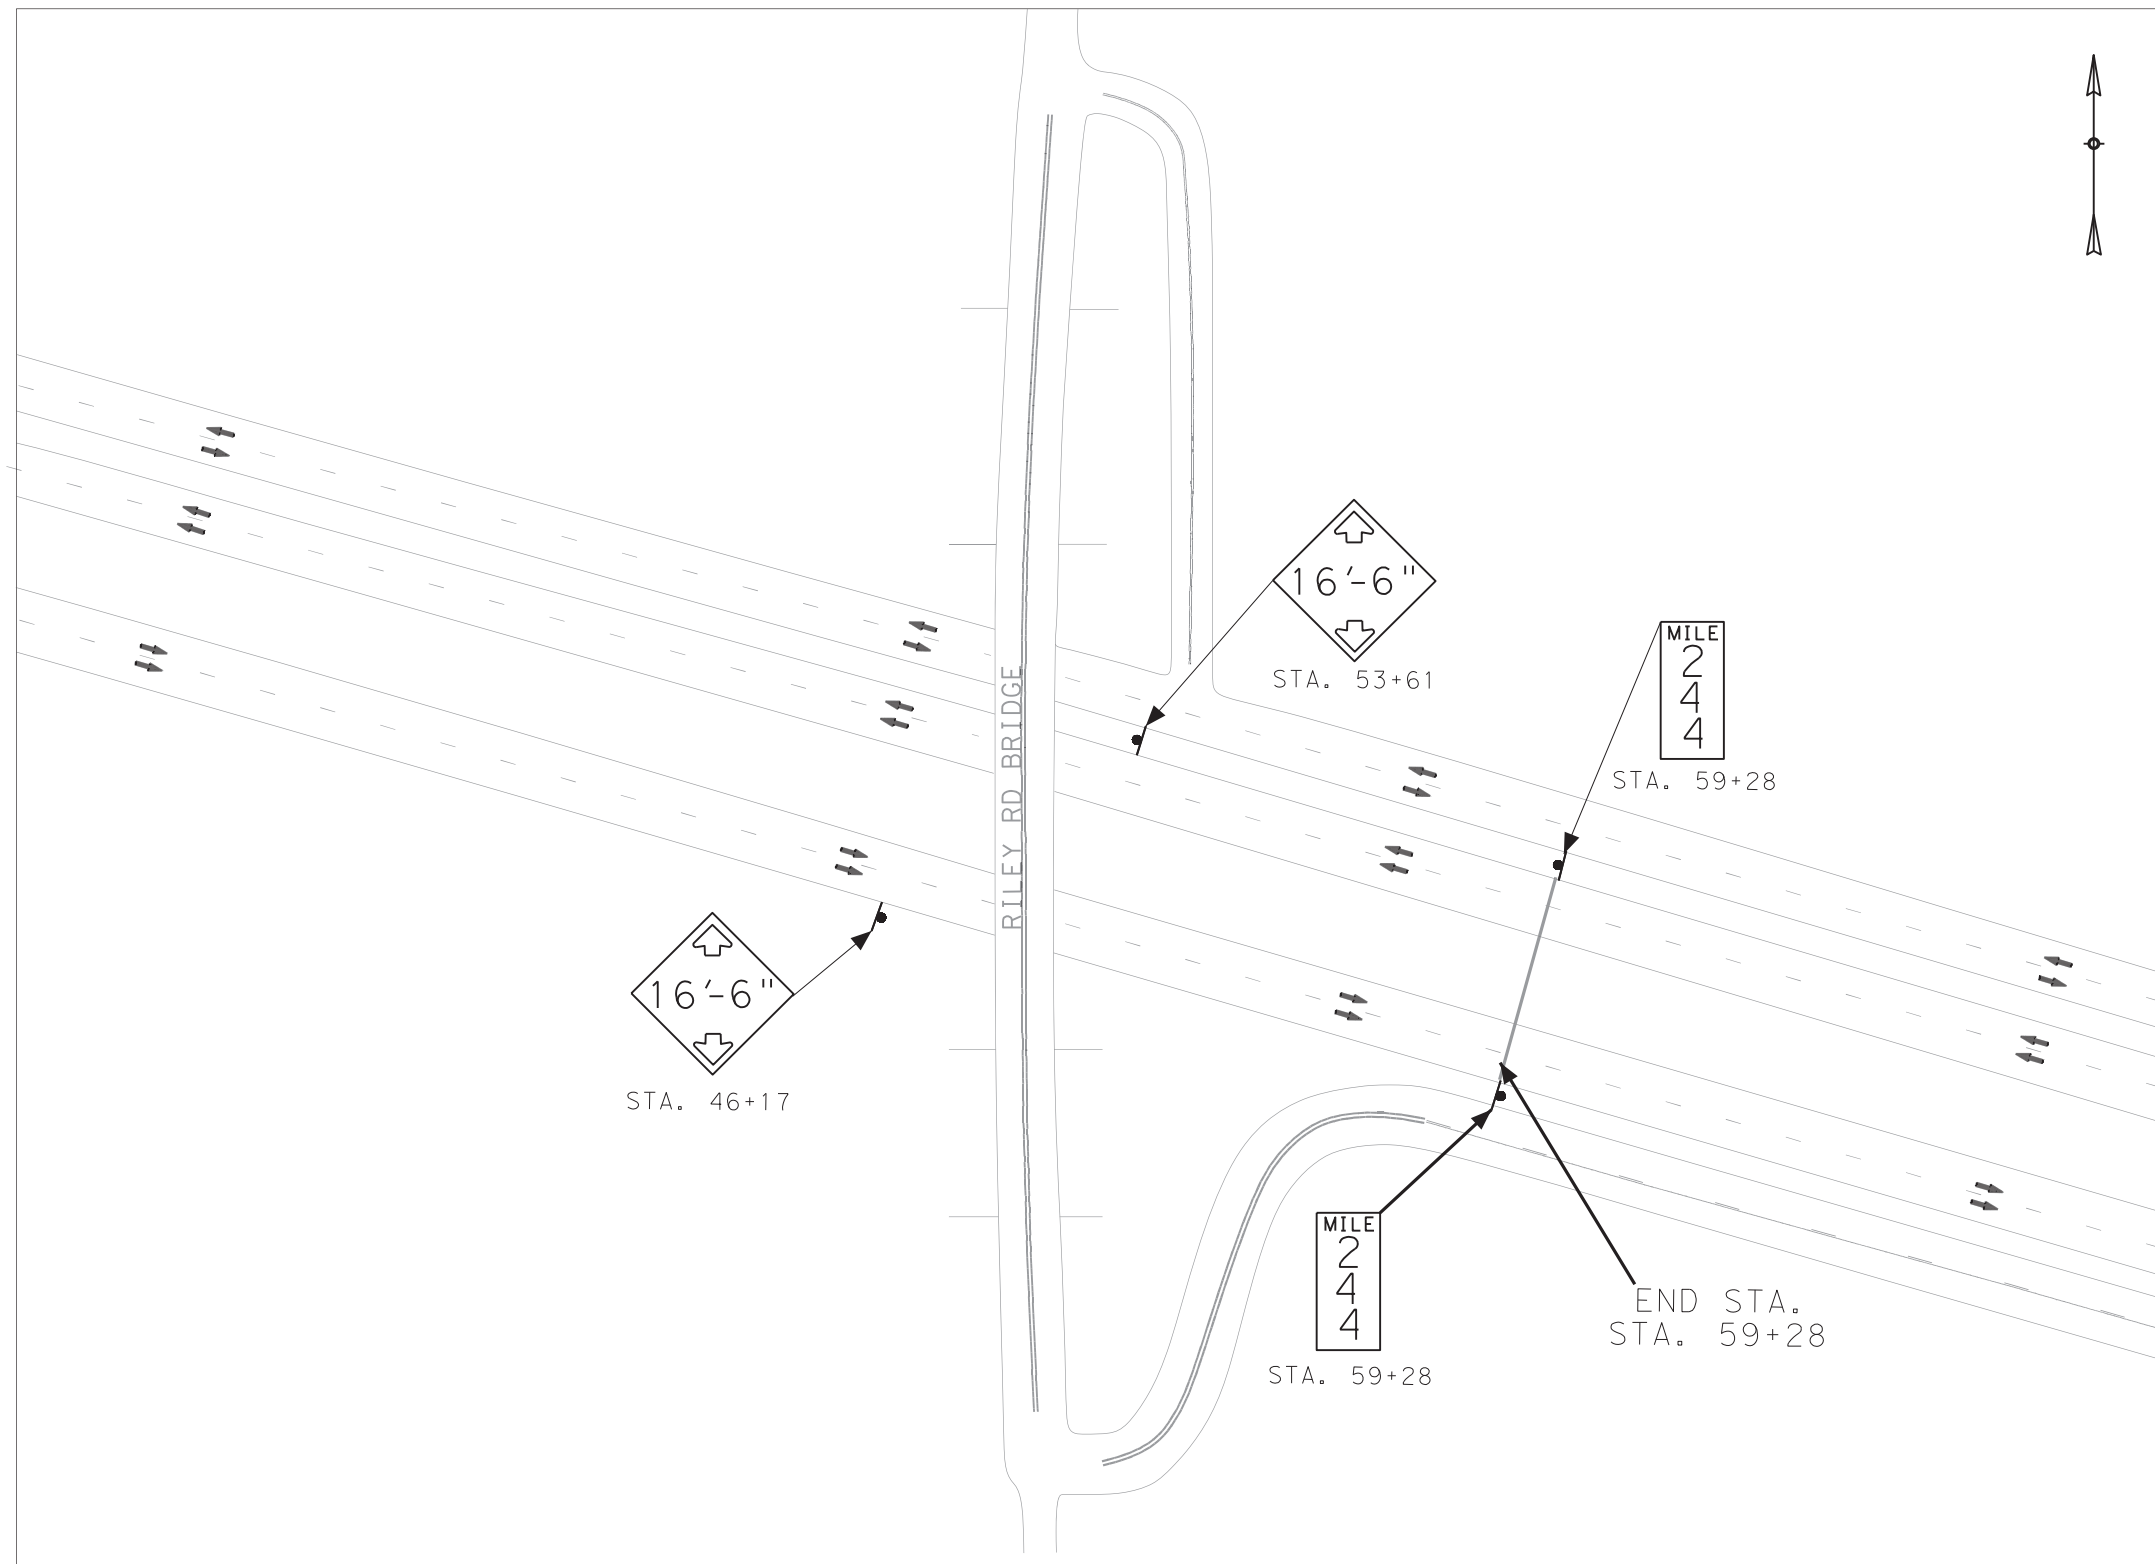 16'-6"
STA. 53+61
MILE
2
4
4
STA. 59+28
RILEY RD BRIDGE
16'-6"
STA. 46+17
MILE
2
4
4
STA. 59+28
END STA.
STA. 59+28